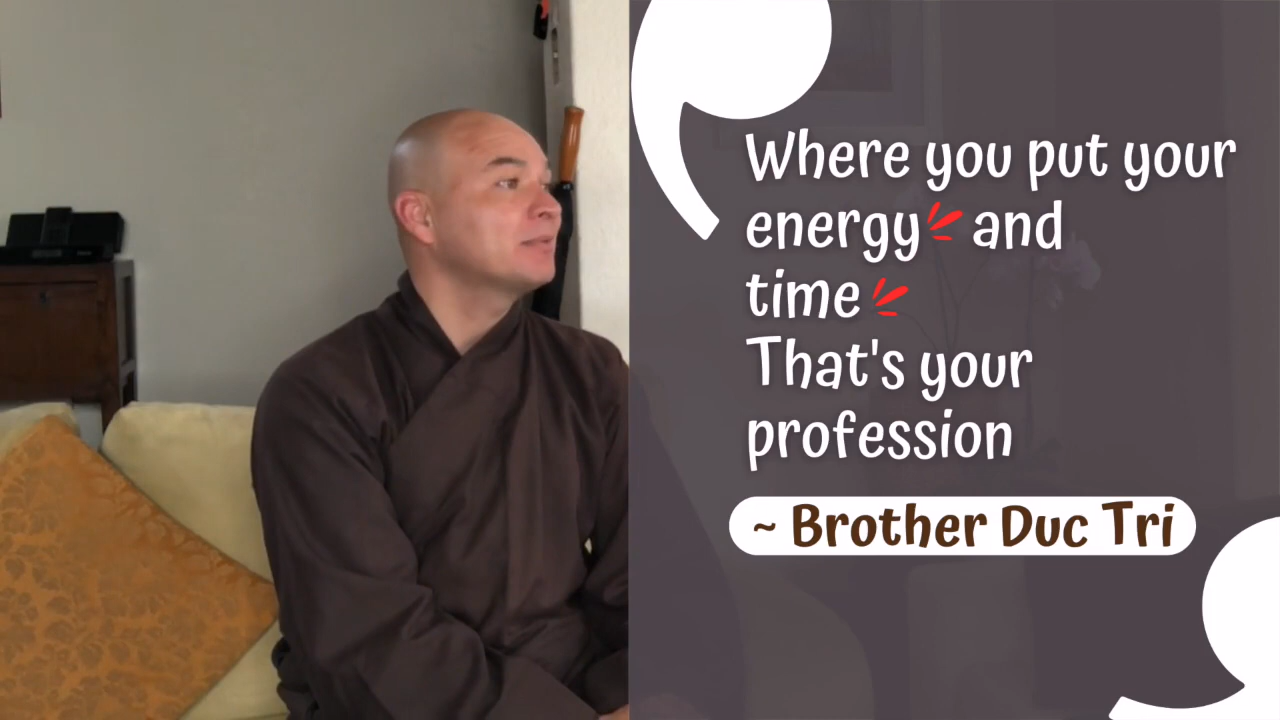 Where you put your
energy and
time
That's your
profession
~ Brother Duc Tri